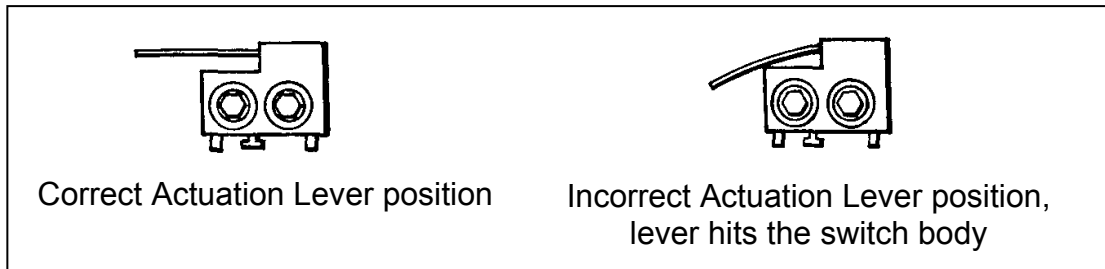 Correct Actuation Lever position
Incorrect Actuation Lever position,
lever hits the switch body